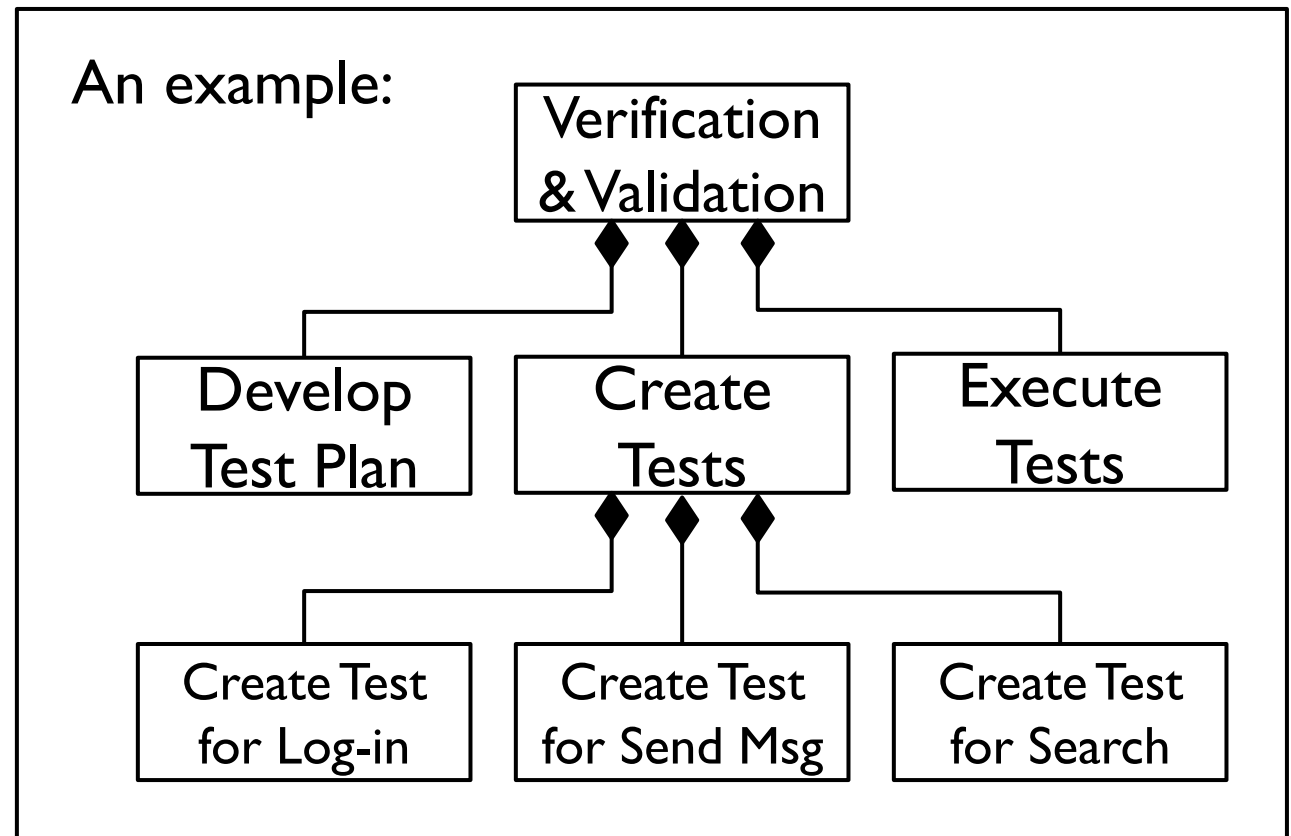 An example:
Verification
& Validation
Develop
Test Plan
Create
Tests
Execute
Tests
Create Test
for Log-in
Create Test
for Send Msg
Create Test
for Search